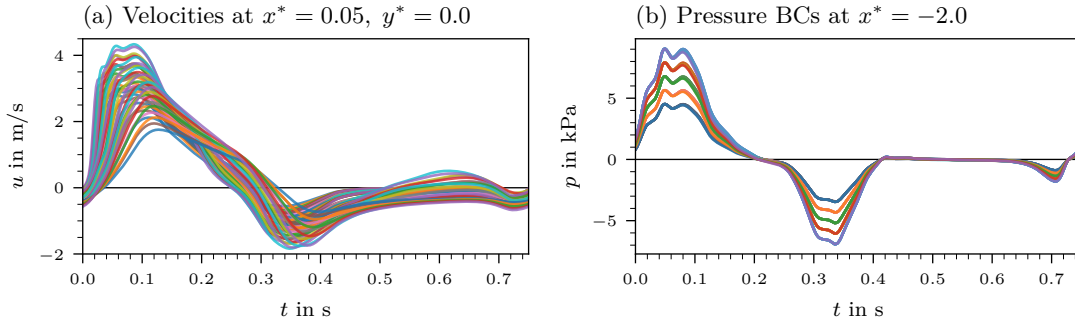 (a) Velocities at x* = 0.05, y* = 0.0
u in m/s
4
2
0
−2
0.0 0.1 0.2 0.3 0.4 0.5 0.6 0.7
t in s
(b) Pressure BCs at x* = −2.0
p in kPa
5
0
−5
0.0 0.1 0.2 0.3 0.4 0.5 0.6 0.7
t in s